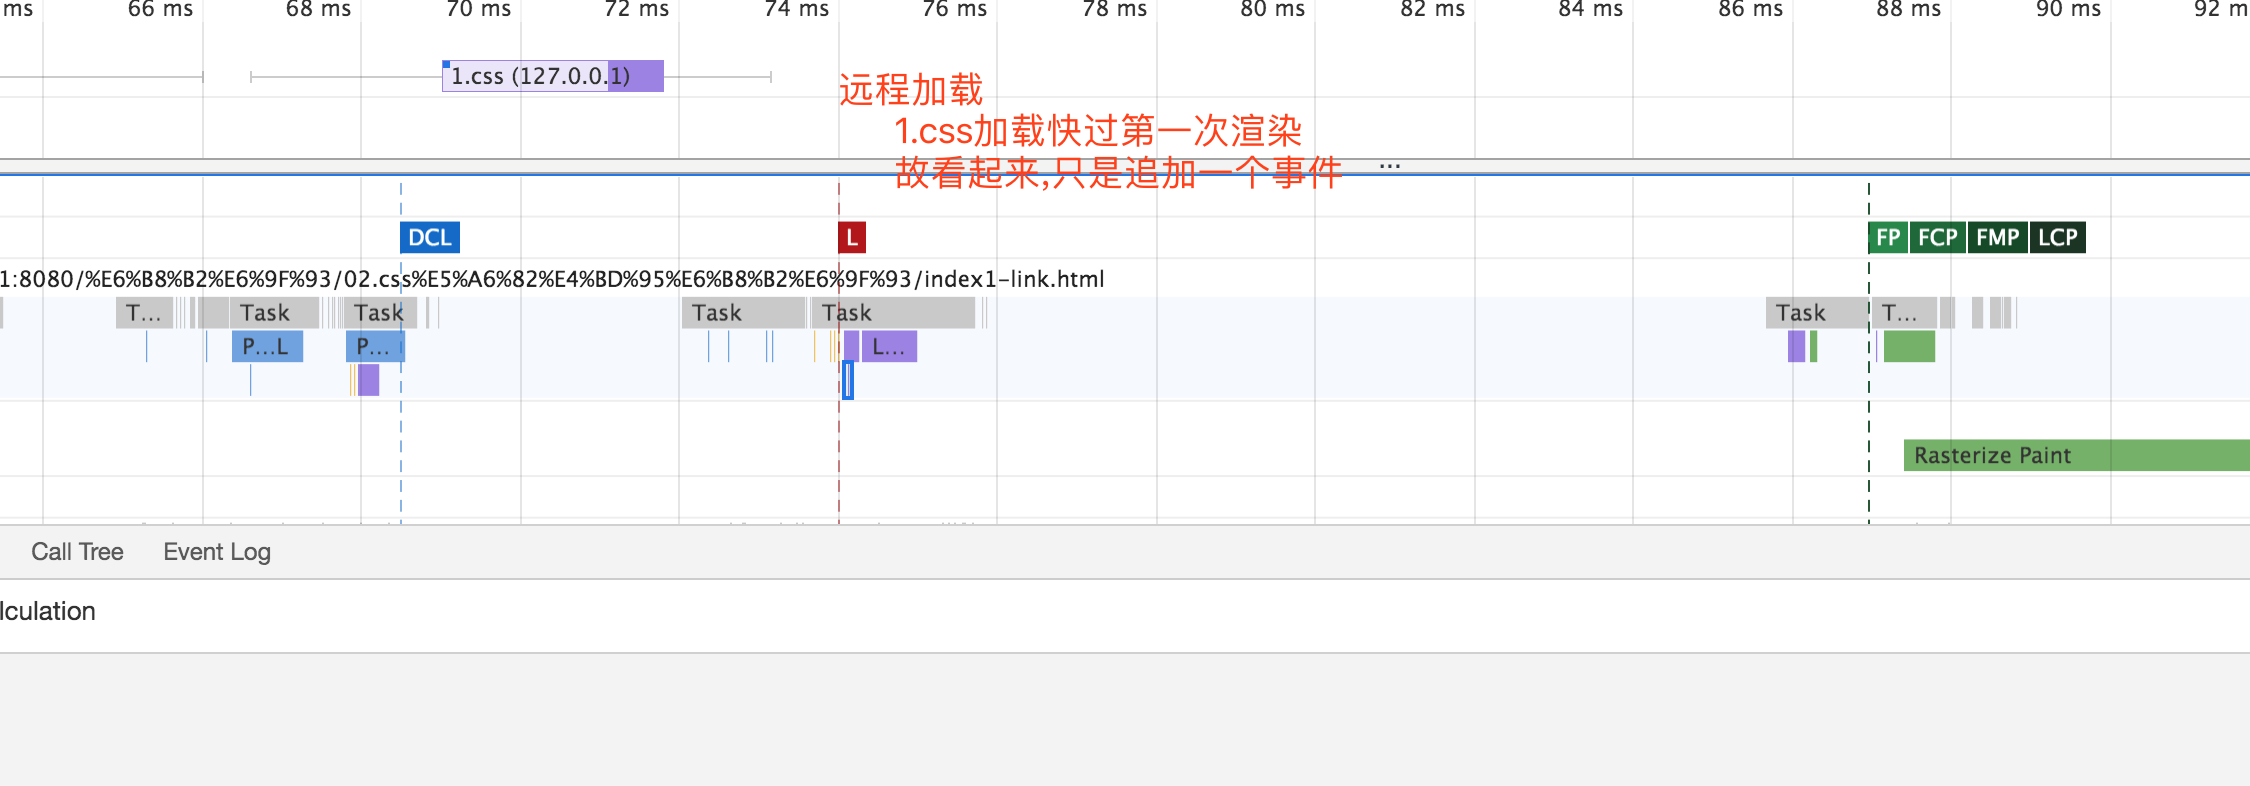 ms 66 ms 68 ms 70 ms 72 ms 74 ms 76 ms 78 ms 80 ms 82 ms 84 ms 86 ms 88 ms 90 ms 92 m
1.css (127.0.0.1)
远程加载
1.css加载快过第一次渲染
故看起来,只是追加一个事件
...
DCL L FP FCP FMP LCP
1:8080/%E6%B8%B2%E6%9F%93/02.css%E5%A6%82%E4%BD%95%E6%B8%B2%E6%9F%93/index1-link.html
T... Task Task Task Task Task T...
P...L P... L...
Rasterize Paint
Call Tree Event Log
lculation